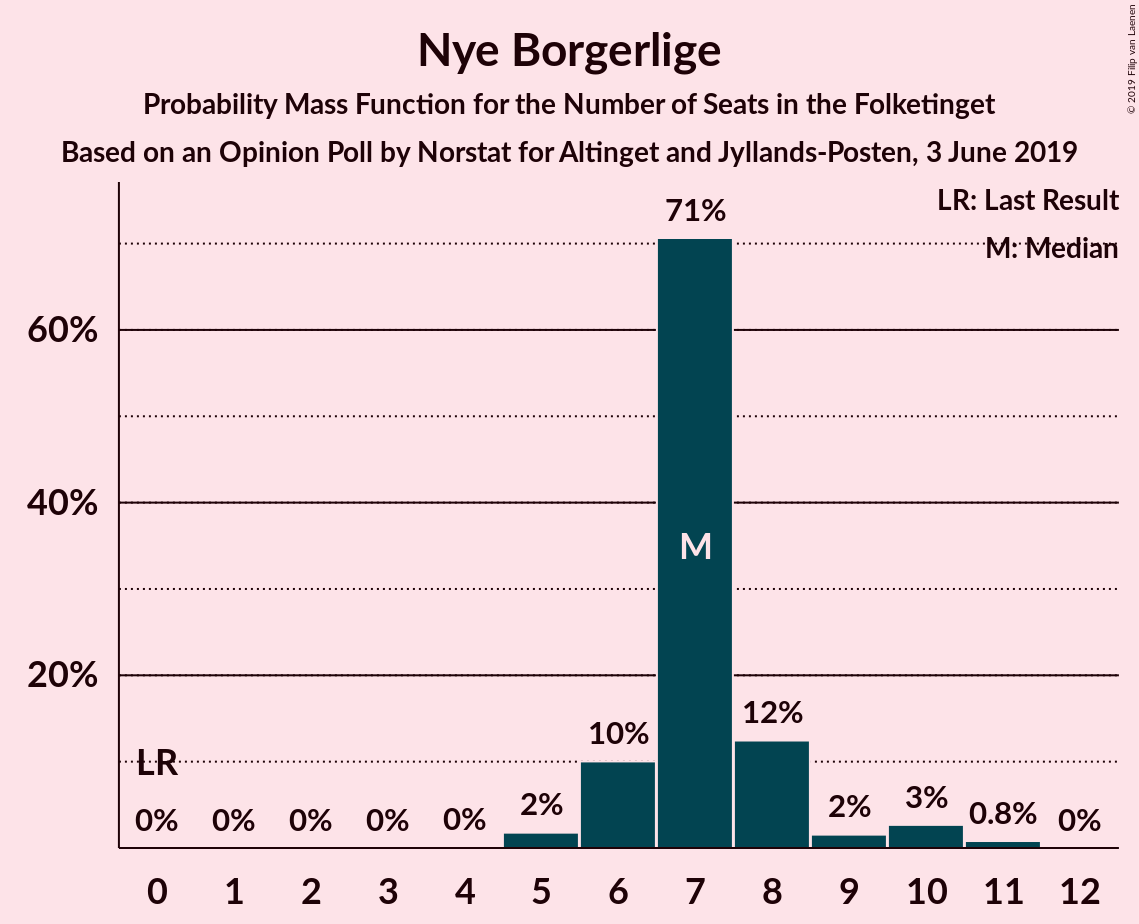 Nye Borgerlige
Probability Mass Function for the Number of Seats in the Folketinget
Based on an Opinion Poll by Norstat for Altinget and Jyllands-Posten, 3 June 2019
© 2019 Filip van Laenen
LR: Last Result
M: Median
71%
60%
40%
20%
M
LR
0%
0%
0%
0%
0%
2%
10%
12%
2%
3%
0.8%
0%
0 1 2 3 4 5 6 7 8 9 10 11 12